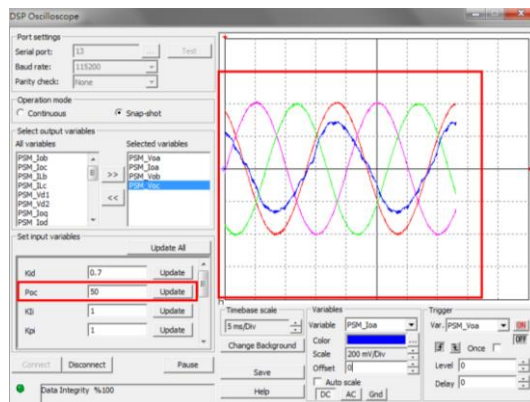 DSP Oscilloscope
Port settings
Serial port: 13 ... Test
Baud rate: 115200
Parity check: None
Operation mode
Continuous Snap-shot
Select output variables
All variables Selected variables
PSM_Iob PSM_Voa
PSM_Ioc PSM_Ioa
PSM_ILb PSM_Vob
PSM_ILc PSM_Voc
PSM_Vd1
PSM_Vd2
PSM_Ioq
PSM_Iod
>>
<<
Set input variables
Update All
Kid 0.7 Update
Poc 50 Update
KIi 1 Update
Kpi 1 Update
Connect Disconnect Pause
Data Integrity %100
Timebase scale
5 ms/Div
Change Background
Save
Help
Variables
Variable PSM_Ioa
Color ...
Scale 200 mV/Div
Offset 0
Auto scale
DC AC Gnd
Trigger
Var. PSM_Voa ON
OFF
Once
Level 0
Delay 0